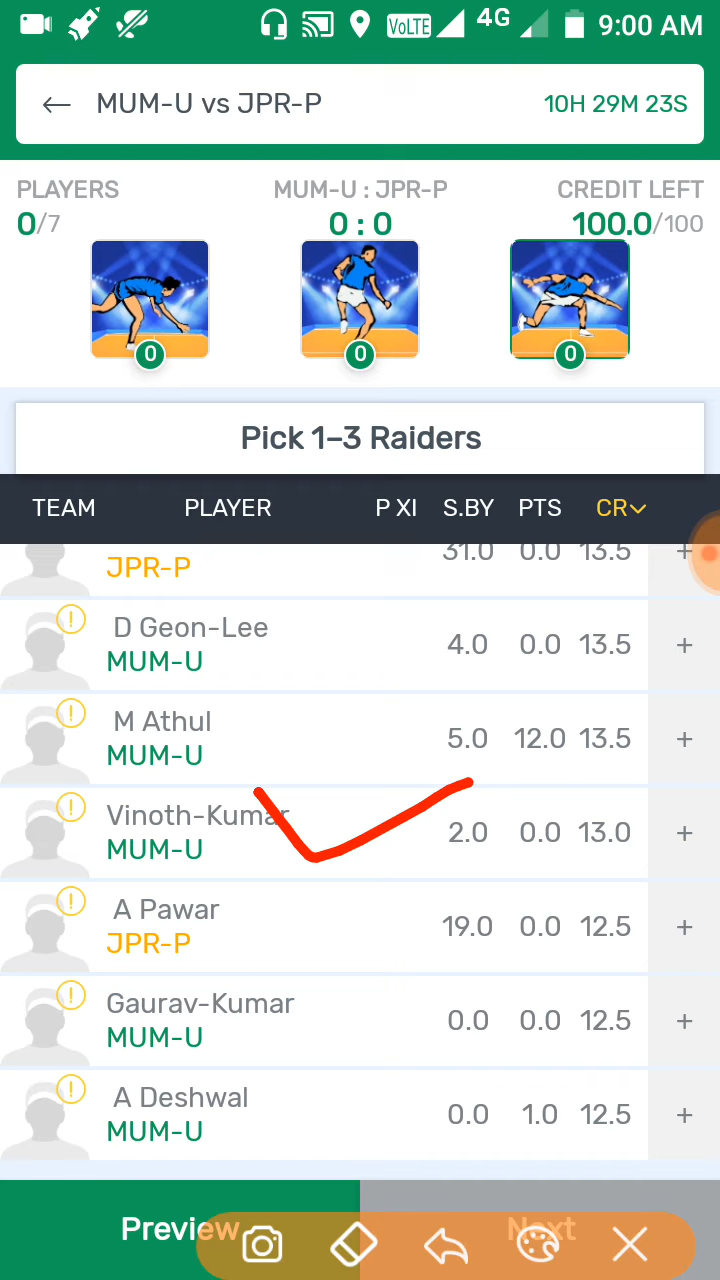 VoLTE 4G 9:00 AM
← MUM-U vs JPR-P 10H 29M 23S
PLAYERS MUM-U : JPR-P CREDIT LEFT
0/7 0 : 0 100.0/100
0 0 0
Pick 1–3 Raiders
TEAM PLAYER P XI S.BY PTS CR
JPR-P 31.0 0.0 13.5 +
D Geon-Lee
MUM-U 4.0 0.0 13.5 +
M Athul
MUM-U 5.0 12.0 13.5 +
Vinoth-Kumar
MUM-U 2.0 0.0 13.0 +
A Pawar
JPR-P 19.0 0.0 12.5 +
Gaurav-Kumar
MUM-U 0.0 0.0 12.5 +
A Deshwal
MUM-U 0.0 1.0 12.5 +
Preview Next